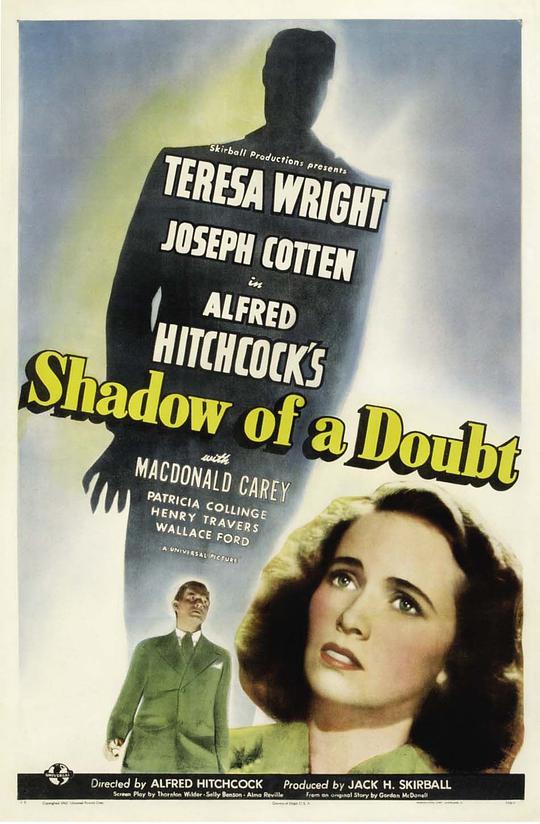 Skirball Productions presents
TERESA WRIGHT
JOSEPH COTTEN
in
ALFRED
HITCHCOCK'S
Shadow of a Doubt
with
MACDONALD CAREY
PATRICIA COLLINGE
HENRY TRAVERS
WALLACE FORD
A UNIVERSAL PICTURE
UNIVERSAL
Directed by ALFRED HITCHCOCK Produced by JACK H. SKIRBALL
Screen Play by Thornton Wilder · Sally Benson · Alma Reville From an original Story by Gordon McDonell